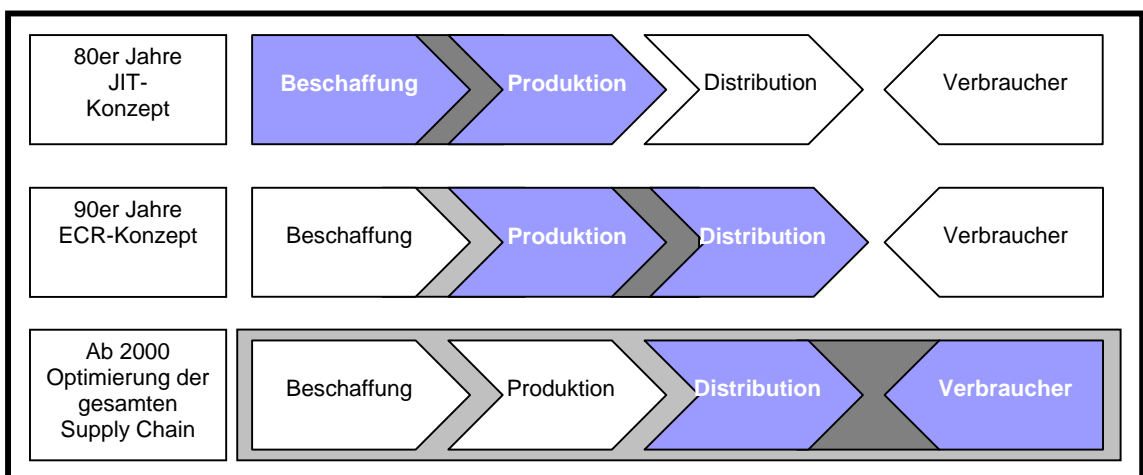 80er Jahre
JIT-
Konzept
Beschaffung
Produktion
Distribution
Verbraucher
90er Jahre
ECR-Konzept
Beschaffung
Produktion
Distribution
Verbraucher
Ab 2000
Optimierung der
gesamten
Supply Chain
Beschaffung
Produktion
Distribution
Verbraucher